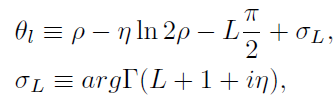 θ_l ≡ ρ − η ln 2ρ − L π/2 + σ_L,
σ_L ≡ argΓ(L + 1 + iη),